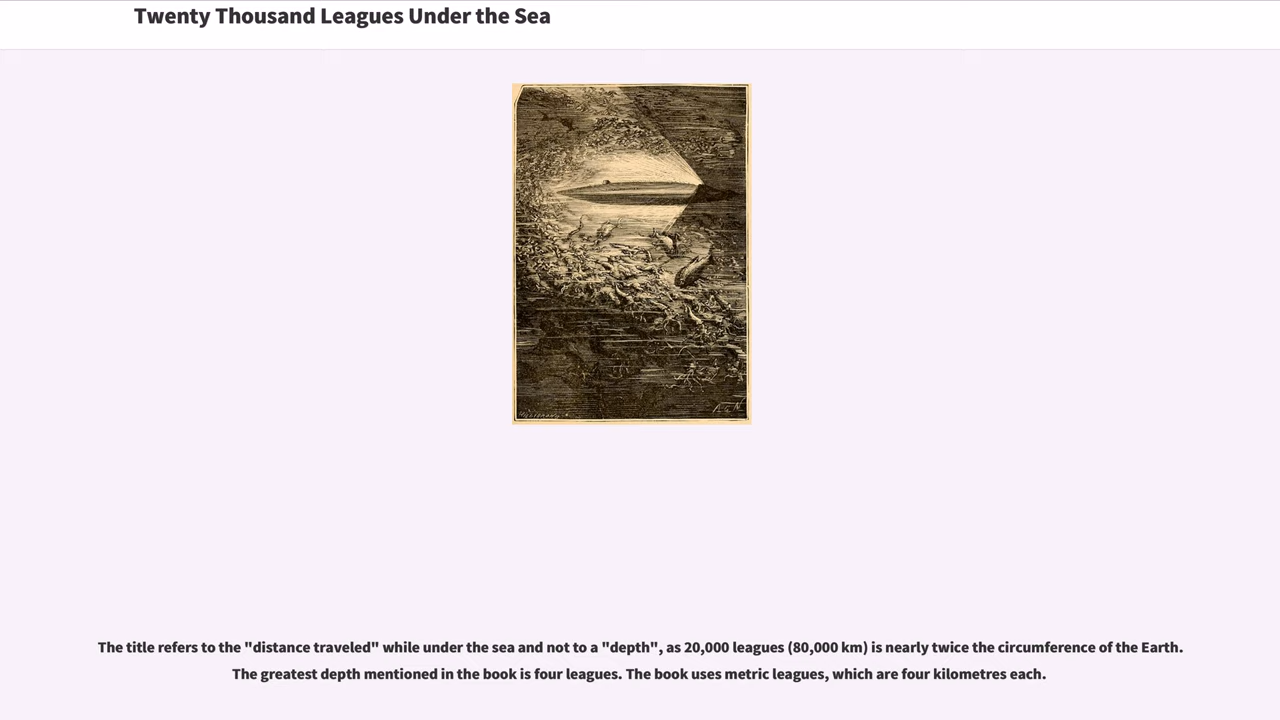 Twenty Thousand Leagues Under the Sea
The title refers to the "distance traveled" while under the sea and not to a "depth", as 20,000 leagues (80,000 km) is nearly twice the circumference of the Earth.
The greatest depth mentioned in the book is four leagues. The book uses metric leagues, which are four kilometres each.